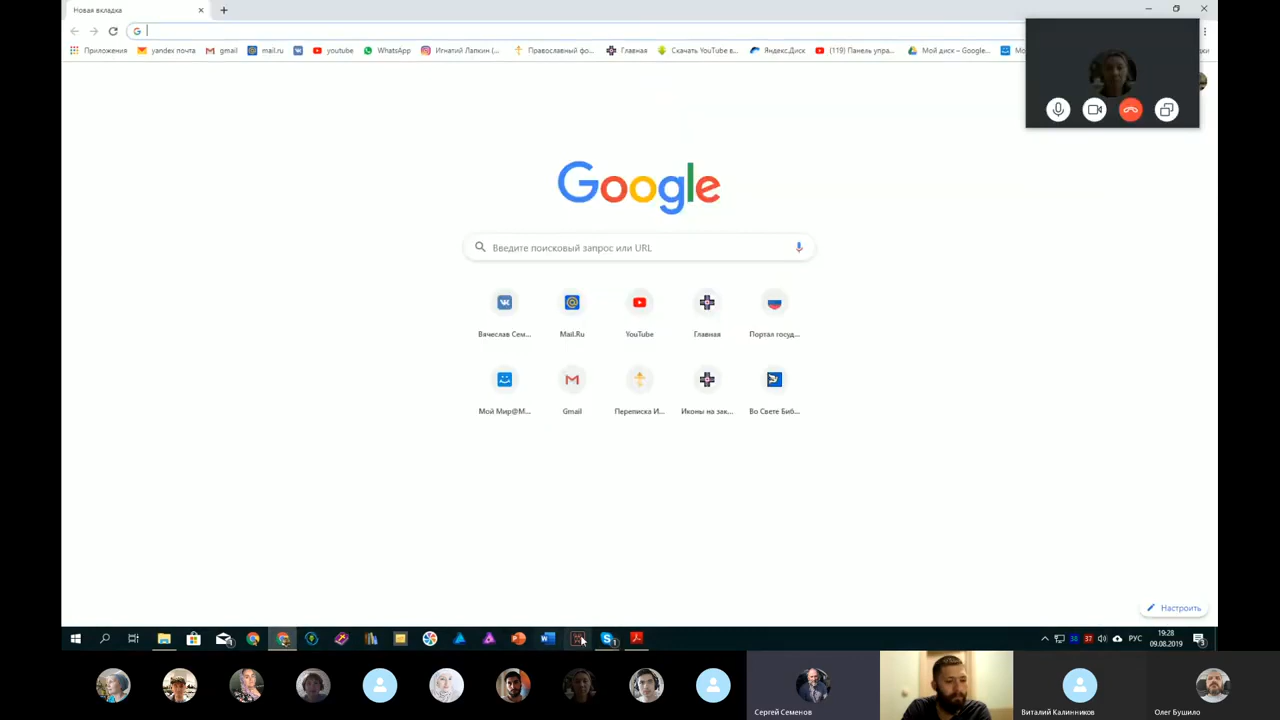 Новая вкладка
Приложения
yandex почта
gmail
mail.ru
youtube
WhatsApp
Игнатий Лапкин (...
Православный фо...
Главная
Скачать YouTube в...
Яндекс.Диск
(119) Панель упра...
Мой диск – Google...
Google
Введите поисковый запрос или URL
Вячеслав Сем...
Mail.Ru
YouTube
Главная
Портал госуд...
Мой Мир@М...
Gmail
Переписка И...
Иконы на зак...
Во Свете Биб...
Настроить
38
37
РУС
19:28
09.08.2019
Сергей Семенов
Виталий Калинников
Олег Бушило